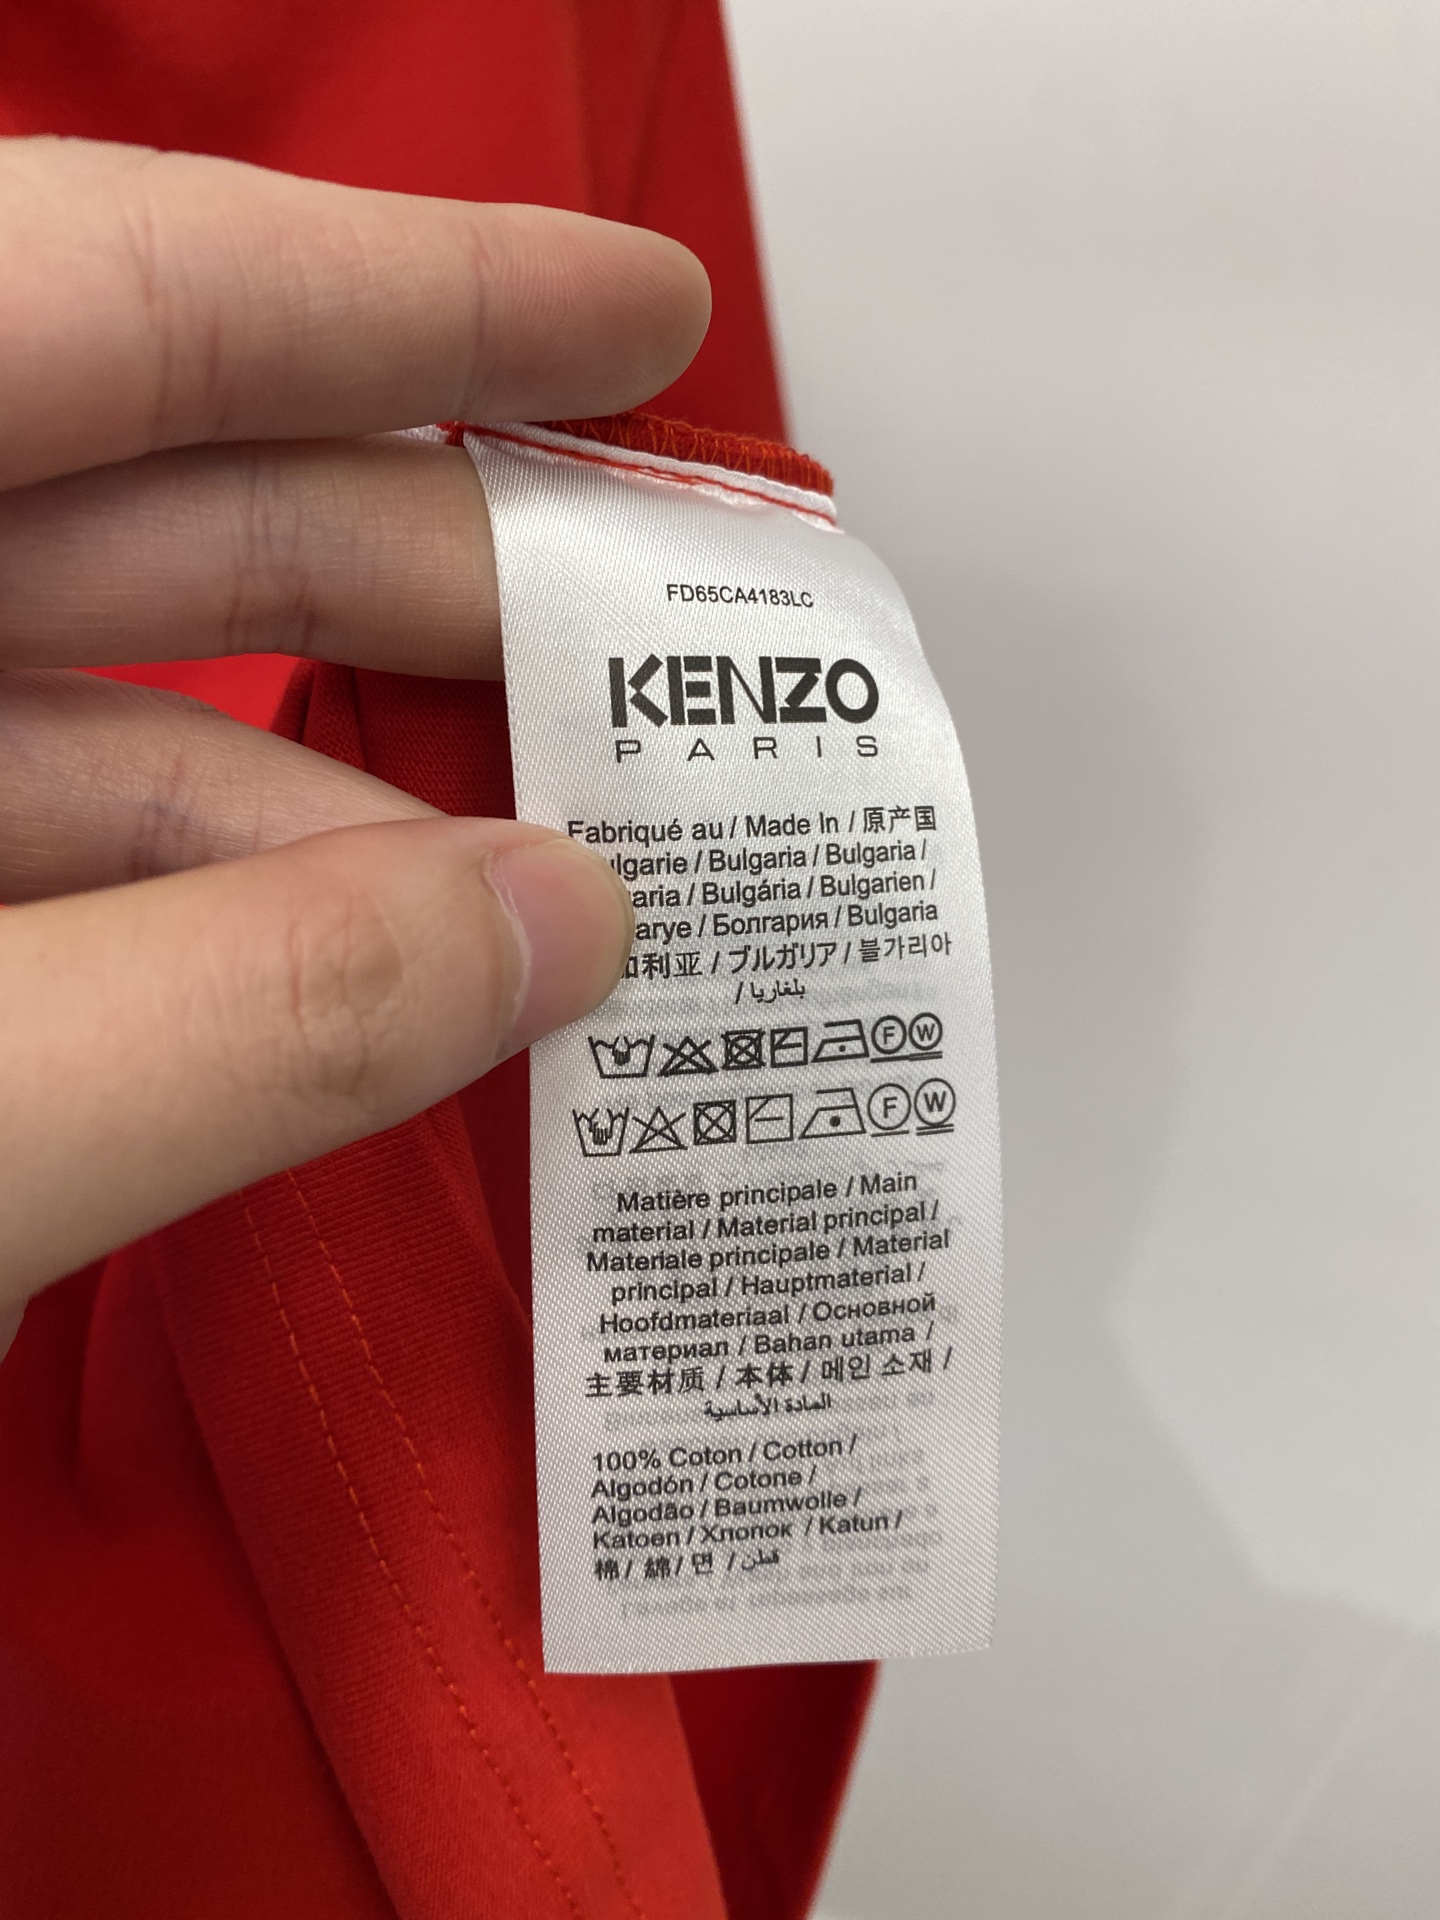 FD65CA4183LC
KENZO
PARIS
Fabriqué au / Made In / 原产国
/ Bulgaria / Bulgaria /
/ Bulgária / Bulgarien /
/ Болгария / Bulgaria
/ ブルガリア / 불가리아
/ بلغاريا
F W
F W
Matière principale / Main
material / Material principal /
Materiale principale / Material
principal / Hauptmaterial /
Hoofdmateriaal / Основной
материал / Bahan utama /
主要材质 / 本体 / 메인 소재 /
المادة الأساسية
100% Coton / Cotton /
Algodón / Cotone /
Algodão / Baumwolle /
Katoen / Хлопок / Katun /
棉 / 綿 / 면 / قطن